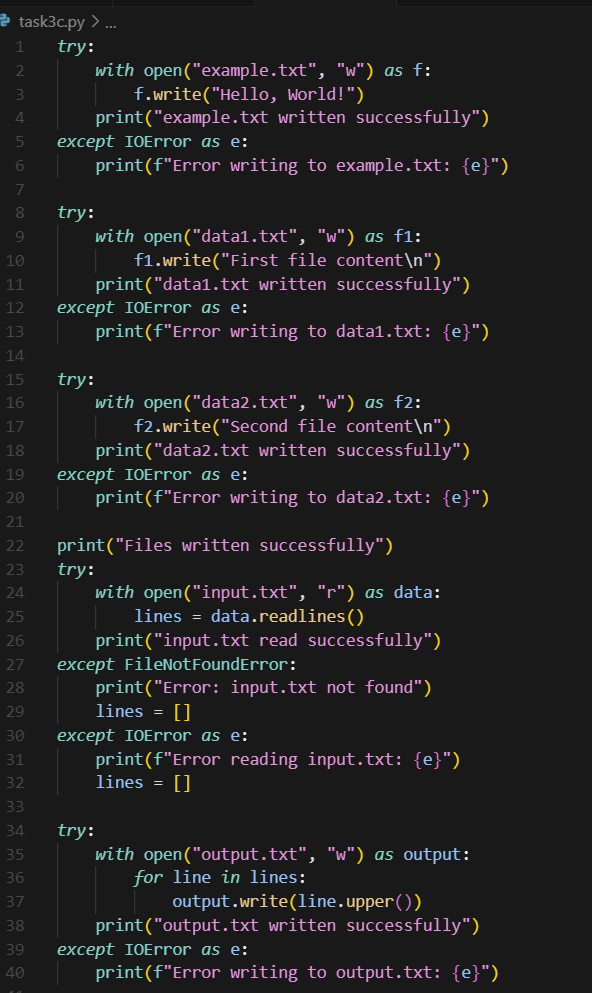 task3c.py > ...
1 try:
2     with open("example.txt", "w") as f:
3         f.write("Hello, World!")
4     print("example.txt written successfully")
5 except IOError as e:
6     print(f"Error writing to example.txt: {e}")
7
8 try:
9     with open("data1.txt", "w") as f1:
10         f1.write("First file content\n")
11     print("data1.txt written successfully")
12 except IOError as e:
13     print(f"Error writing to data1.txt: {e}")
14
15 try:
16     with open("data2.txt", "w") as f2:
17         f2.write("Second file content\n")
18     print("data2.txt written successfully")
19 except IOError as e:
20     print(f"Error writing to data2.txt: {e}")
21
22 print("Files written successfully")
23 try:
24     with open("input.txt", "r") as data:
25         lines = data.readlines()
26     print("input.txt read successfully")
27 except FileNotFoundError:
28     print("Error: input.txt not found")
29     lines = []
30 except IOError as e:
31     print(f"Error reading input.txt: {e}")
32     lines = []
33
34 try:
35     with open("output.txt", "w") as output:
36         for line in lines:
37             output.write(line.upper())
38     print("output.txt written successfully")
39 except IOError as e:
40     print(f"Error writing to output.txt: {e}")